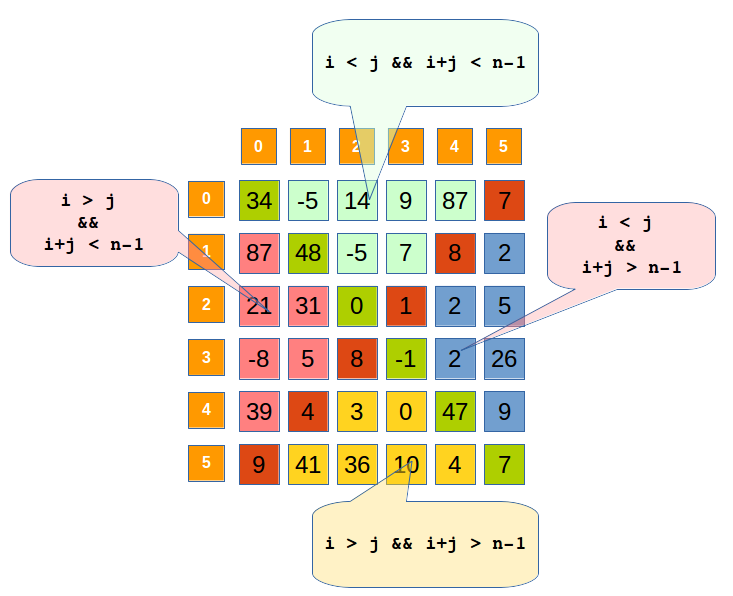 i < j && i+j < n-1
0 1 2 3 4 5
i > j
&&
i+j < n-1
0 34 -5 14 9 87 7
i < j
&&
i+j > n-1
1 87 48 -5 7 8 2
2 21 31 0 1 2 5
3 -8 5 8 -1 2 26
4 39 4 3 0 47 9
5 9 41 36 10 4 7
i > j && i+j > n-1